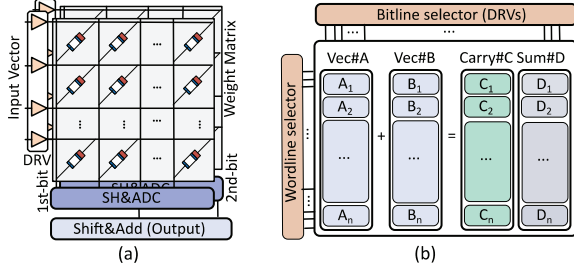 (a)
Input Vector
Weight Matrix
...
...
⋮
⋮
...
⋮
...
DRV
1st-bit
2nd-bit
SH&ADC
SH&ADC
Shift&Add (Output)
(a)
Bitline selector (DRVs)
...
...
Wordline selector
Vec#A
Vec#B
Carry#C
Sum#D
A1
B1
C1
D1
A2
B2
C2
D2
...
+
...
=
...
...
An
Bn
Cn
Dn
(b)